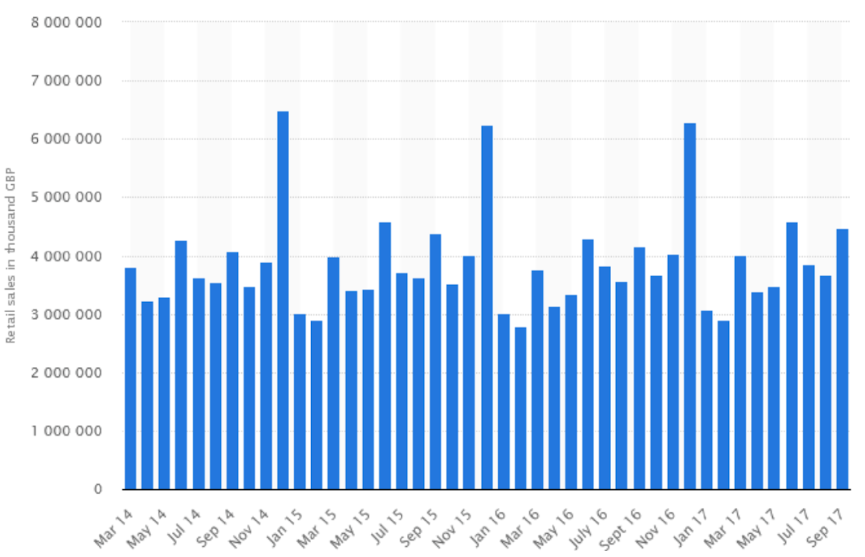 8 000 000
7 000 000
6 000 000
5 000 000
4 000 000
3 000 000
2 000 000
1 000 000
0
Retail sales in thousand GBP
Mar 14
May 14
Jul 14
Sep 14
Nov 14
Jan 15
Mar 15
May 15
Jul 15
Sep 15
Nov 15
Jan 16
Mar 16
May 16
July 16
Sept 16
Nov 16
Jan 17
Mar 17
May 17
Jul 17
Sep 17